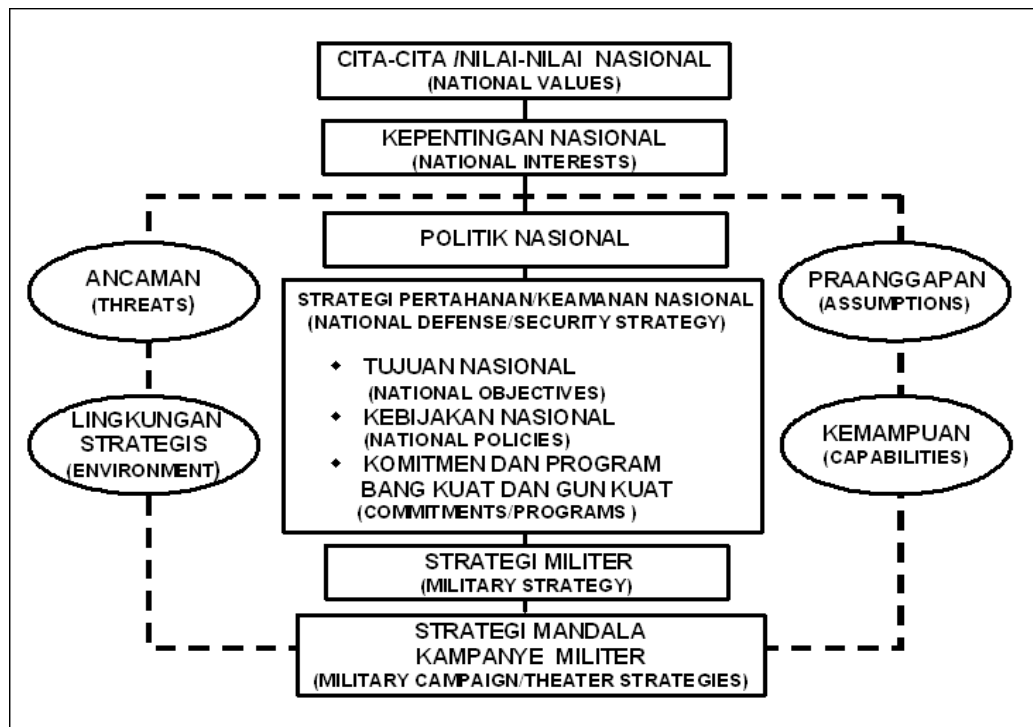 CITA-CITA /NILAI-NILAI NASIONAL
(NATIONAL VALUES)
KEPENTINGAN NASIONAL
(NATIONAL INTERESTS)
POLITIK NASIONAL
ANCAMAN
(THREATS)
PRAANGGAPAN
(ASSUMPTIONS)
STRATEGI PERTAHANAN/KEAMANAN NASIONAL
(NATIONAL DEFENSE/SECURITY STRATEGY)
◆ TUJUAN NASIONAL
(NATIONAL OBJECTIVES)
◆ KEBIJAKAN NASIONAL
(NATIONAL POLICIES)
◆ KOMITMEN DAN PROGRAM
BANG KUAT DAN GUN KUAT
(COMMITMENTS/PROGRAMS )
LINGKUNGAN
STRATEGIS
(ENVIRONMENT)
KEMAMPUAN
(CAPABILITIES)
STRATEGI MILITER
(MILITARY STRATEGY)
STRATEGI MANDALA
KAMPANYE MILITER
(MILITARY CAMPAIGN/THEATER STRATEGIES)